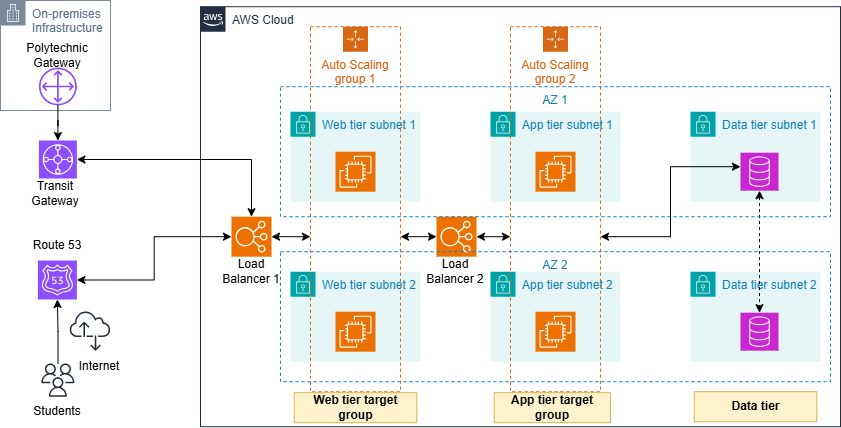 On-premises
Infrastructure
Polytechnic
Gateway
Transit
Gateway
Route 53
53
Internet
Students
aws
AWS Cloud
Auto Scaling
group 1
Auto Scaling
group 2
AZ 1
Web tier subnet 1
App tier subnet 1
Data tier subnet 1
Load
Balancer 1
Load
Balancer 2
AZ 2
Web tier subnet 2
App tier subnet 2
Data tier subnet 2
Web tier target
group
App tier target
group
Data tier